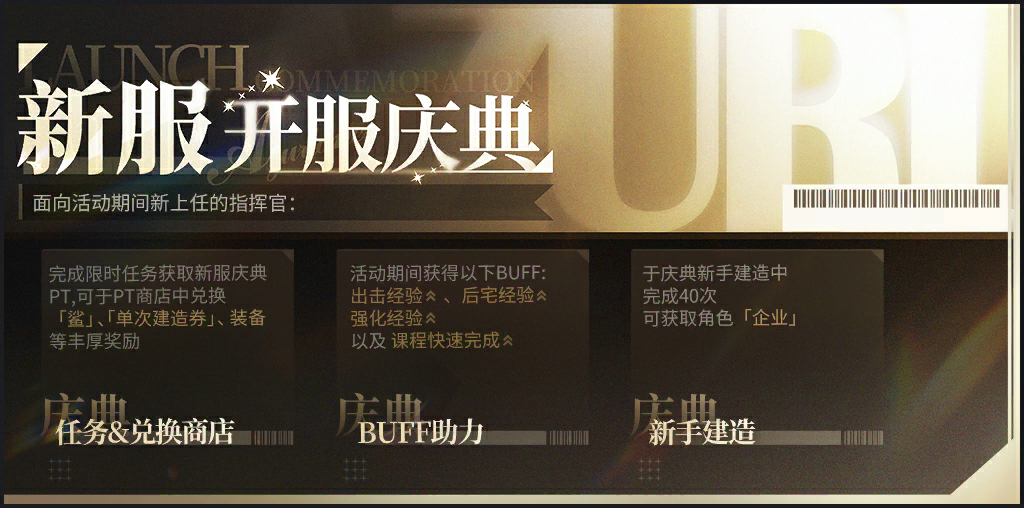 LAUNCH
COMMEMORATION
新服开服庆典
URI
面向活动期间新上任的指挥官:
完成限时任务获取新服庆典
PT,可于PT商店中兑换
「鲨」、「单次建造券」、装备
等丰厚奖励
庆典
任务&兑换商店
活动期间获得以下BUFF:
出击经验 、后宅经验
强化经验
以及 课程快速完成
庆典
BUFF助力
于庆典新手建造中
完成40次
可获取角色「企业」
庆典
新手建造